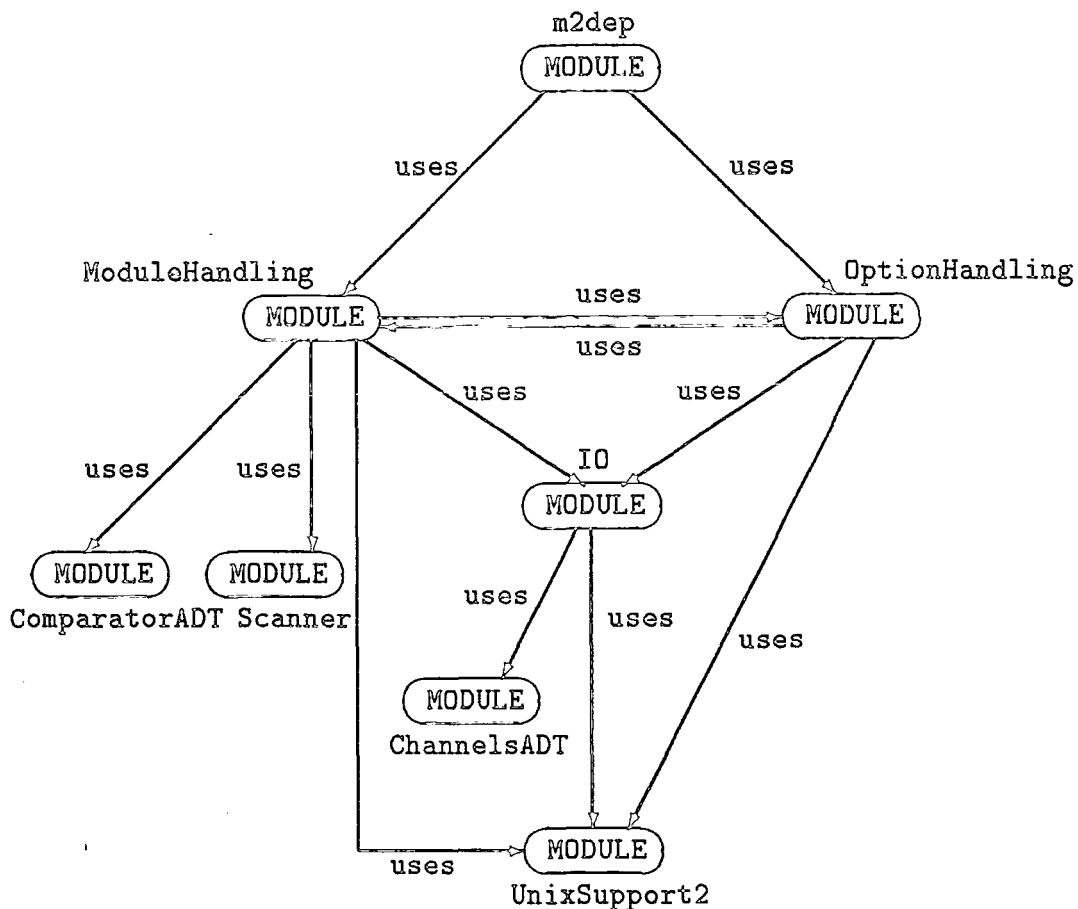 m2dep
MODULE
uses
uses
ModuleHandling
OptionHandling
MODULE
uses
MODULE
uses
uses
uses
uses
uses
IO
MODULE
MODULE
MODULE
ComparatorADT
Scanner
uses
uses
uses
MODULE
ChannelsADT
MODULE
uses
UnixSupport2